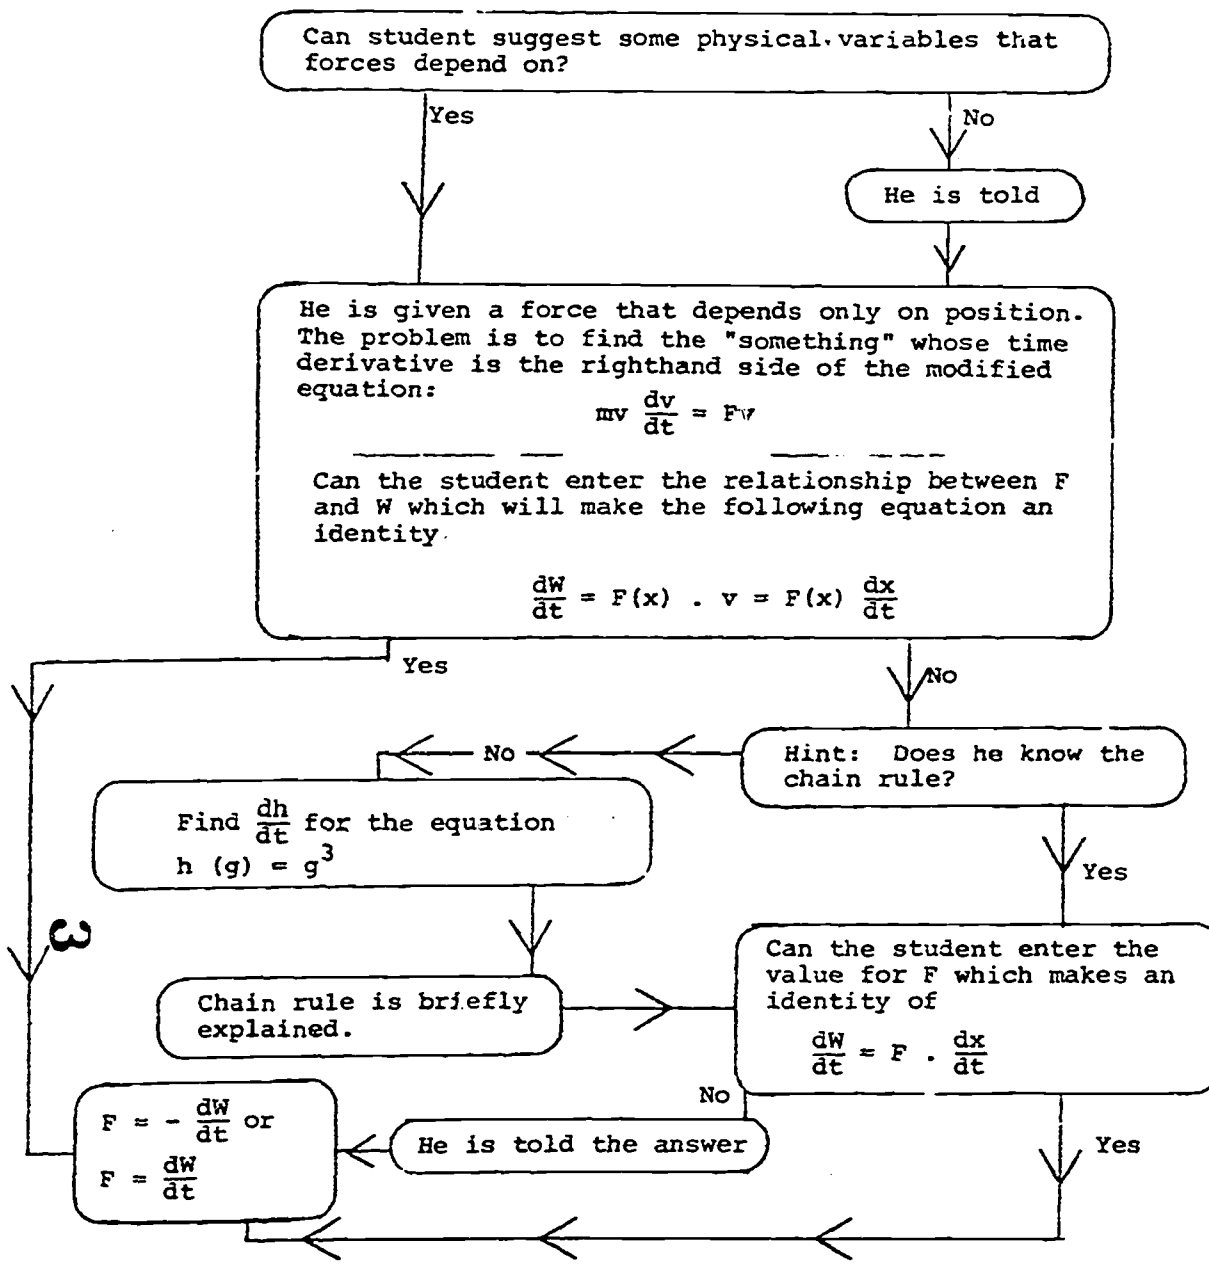 Can student suggest some physical variables that
forces depend on?
Yes
No
He is told
He is given a force that depends only on position.
The problem is to find the "something" whose time
derivative is the righthand side of the modified
equation:
mv dv/dt = Fv
Can the student enter the relationship between F
and W which will make the following equation an
identity
dW/dt = F(x) . v = F(x) dx/dt
Yes
No
Hint: Does he know the
chain rule?
No
Find dh/dt for the equation
h (g) = g^3
Yes
3
Chain rule is briefly
explained.
Can the student enter the
value for F which makes an
identity of
dW/dt = F . dx/dt
No
He is told the answer
Yes
F = - dW/dt or
F = dW/dt